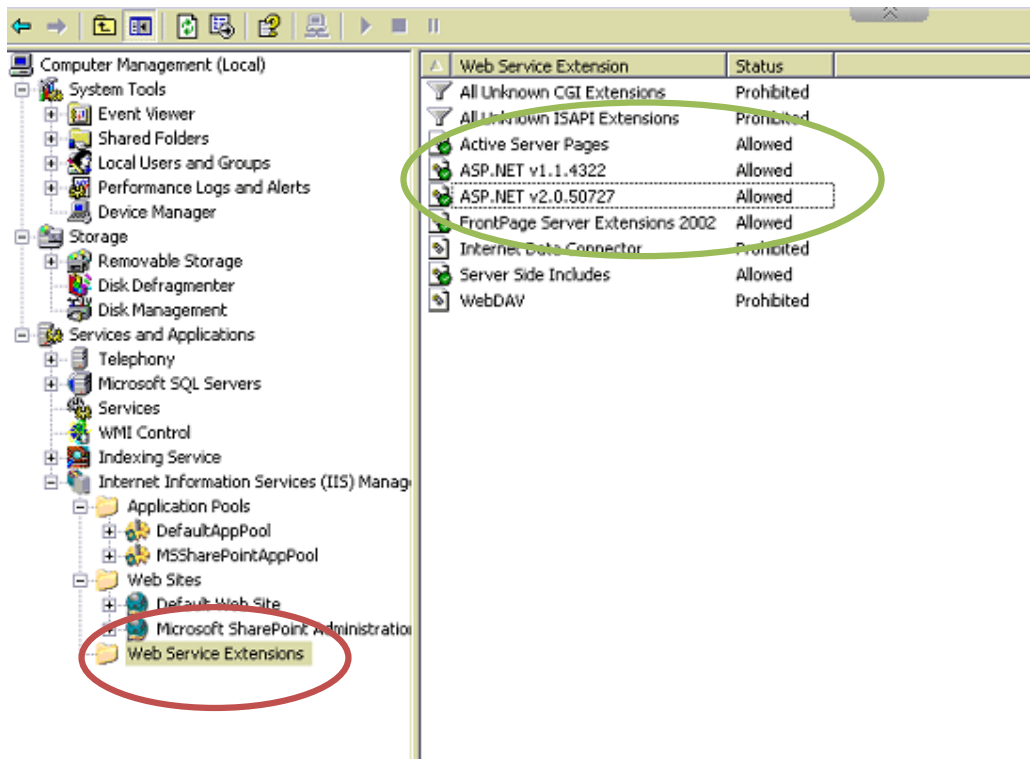 Computer Management (Local)
System Tools
Event Viewer
Shared Folders
Local Users and Groups
Performance Logs and Alerts
Device Manager
Storage
Removable Storage
Disk Defragmenter
Disk Management
Services and Applications
Telephony
Microsoft SQL Servers
Services
WMI Control
Indexing Service
Internet Information Services (IIS) Manag
Application Pools
DefaultAppPool
MSSharePointAppPool
Web Sites
Default Web Site
Microsoft SharePoint Administration
Web Service Extensions
Web Service Extension Status
All Unknown CGI Extensions Prohibited
All Unknown ISAPI Extensions Prohibited
Active Server Pages Allowed
ASP.NET v1.1.4322 Allowed
ASP.NET v2.0.50727 Allowed
FrontPage Server Extensions 2002 Allowed
Internet Data Connector Prohibited
Server Side Includes Allowed
WebDAV Prohibited